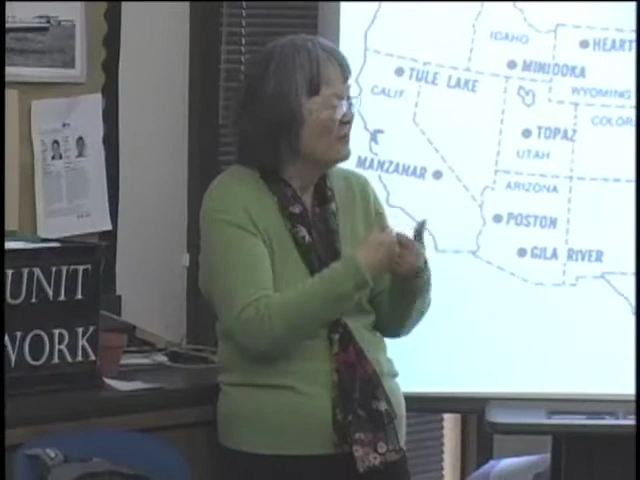 IDAHO
HEART
MINIDOKA
TULE LAKE
WYOMING
CALIF.
COLOR
TOPAZ
UTAH
MANZANAR
ARIZONA
POSTON
GILA RIVER
UNIT
WORK